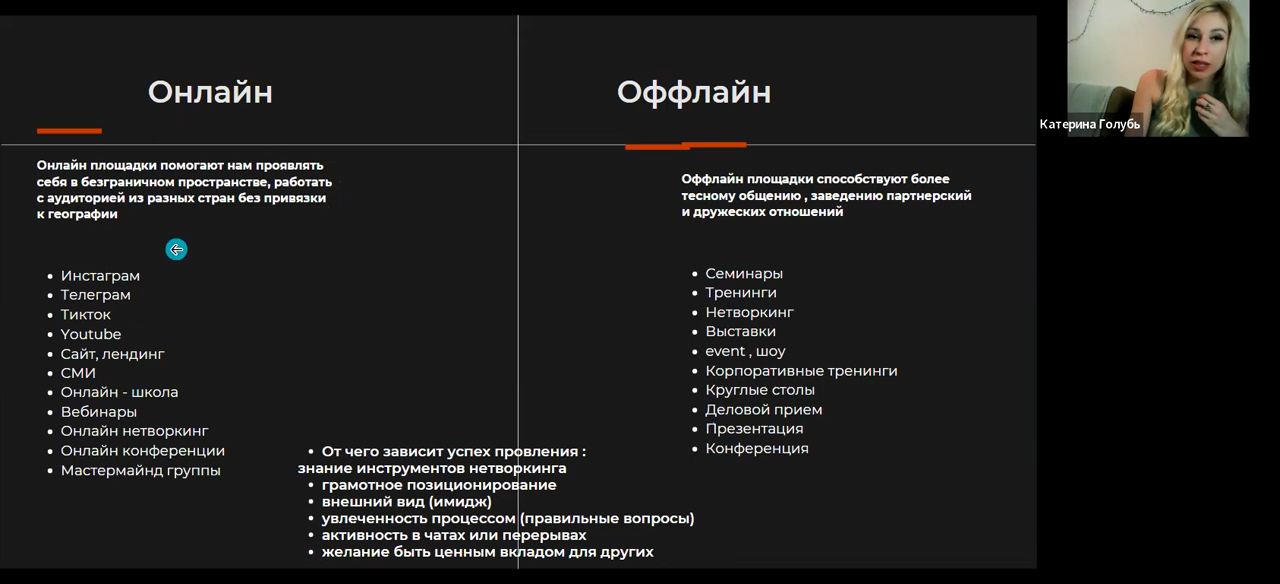 Онлайн
Онлайн площадки помогают нам проявлять
себя в безграничном пространстве, работать
с аудиторией из разных стран без привязки
к географии
Инстаграм
Телеграм
Тикток
Youtube
Сайт, лендинг
СМИ
Онлайн - школа
Вебинары
Онлайн нетворкинг
Онлайн конференции
Мастермайнд группы
Оффлайн
Оффлайн площадки способствуют более
тесному общению , заведению партнерский
и дружеских отношений
Семинары
Тренинги
Нетворкинг
Выставки
event , шоу
Корпоративные тренинги
Круглые столы
Деловой прием
Презентация
Конференция
От чего зависит успех провления :
знание инструментов нетворкинга
грамотное позиционирование
внешний вид (имидж)
увлеченность процессом (правильные вопросы)
активность в чатах или перерывах
желание быть ценным вкладом для других
Катерина Голубь